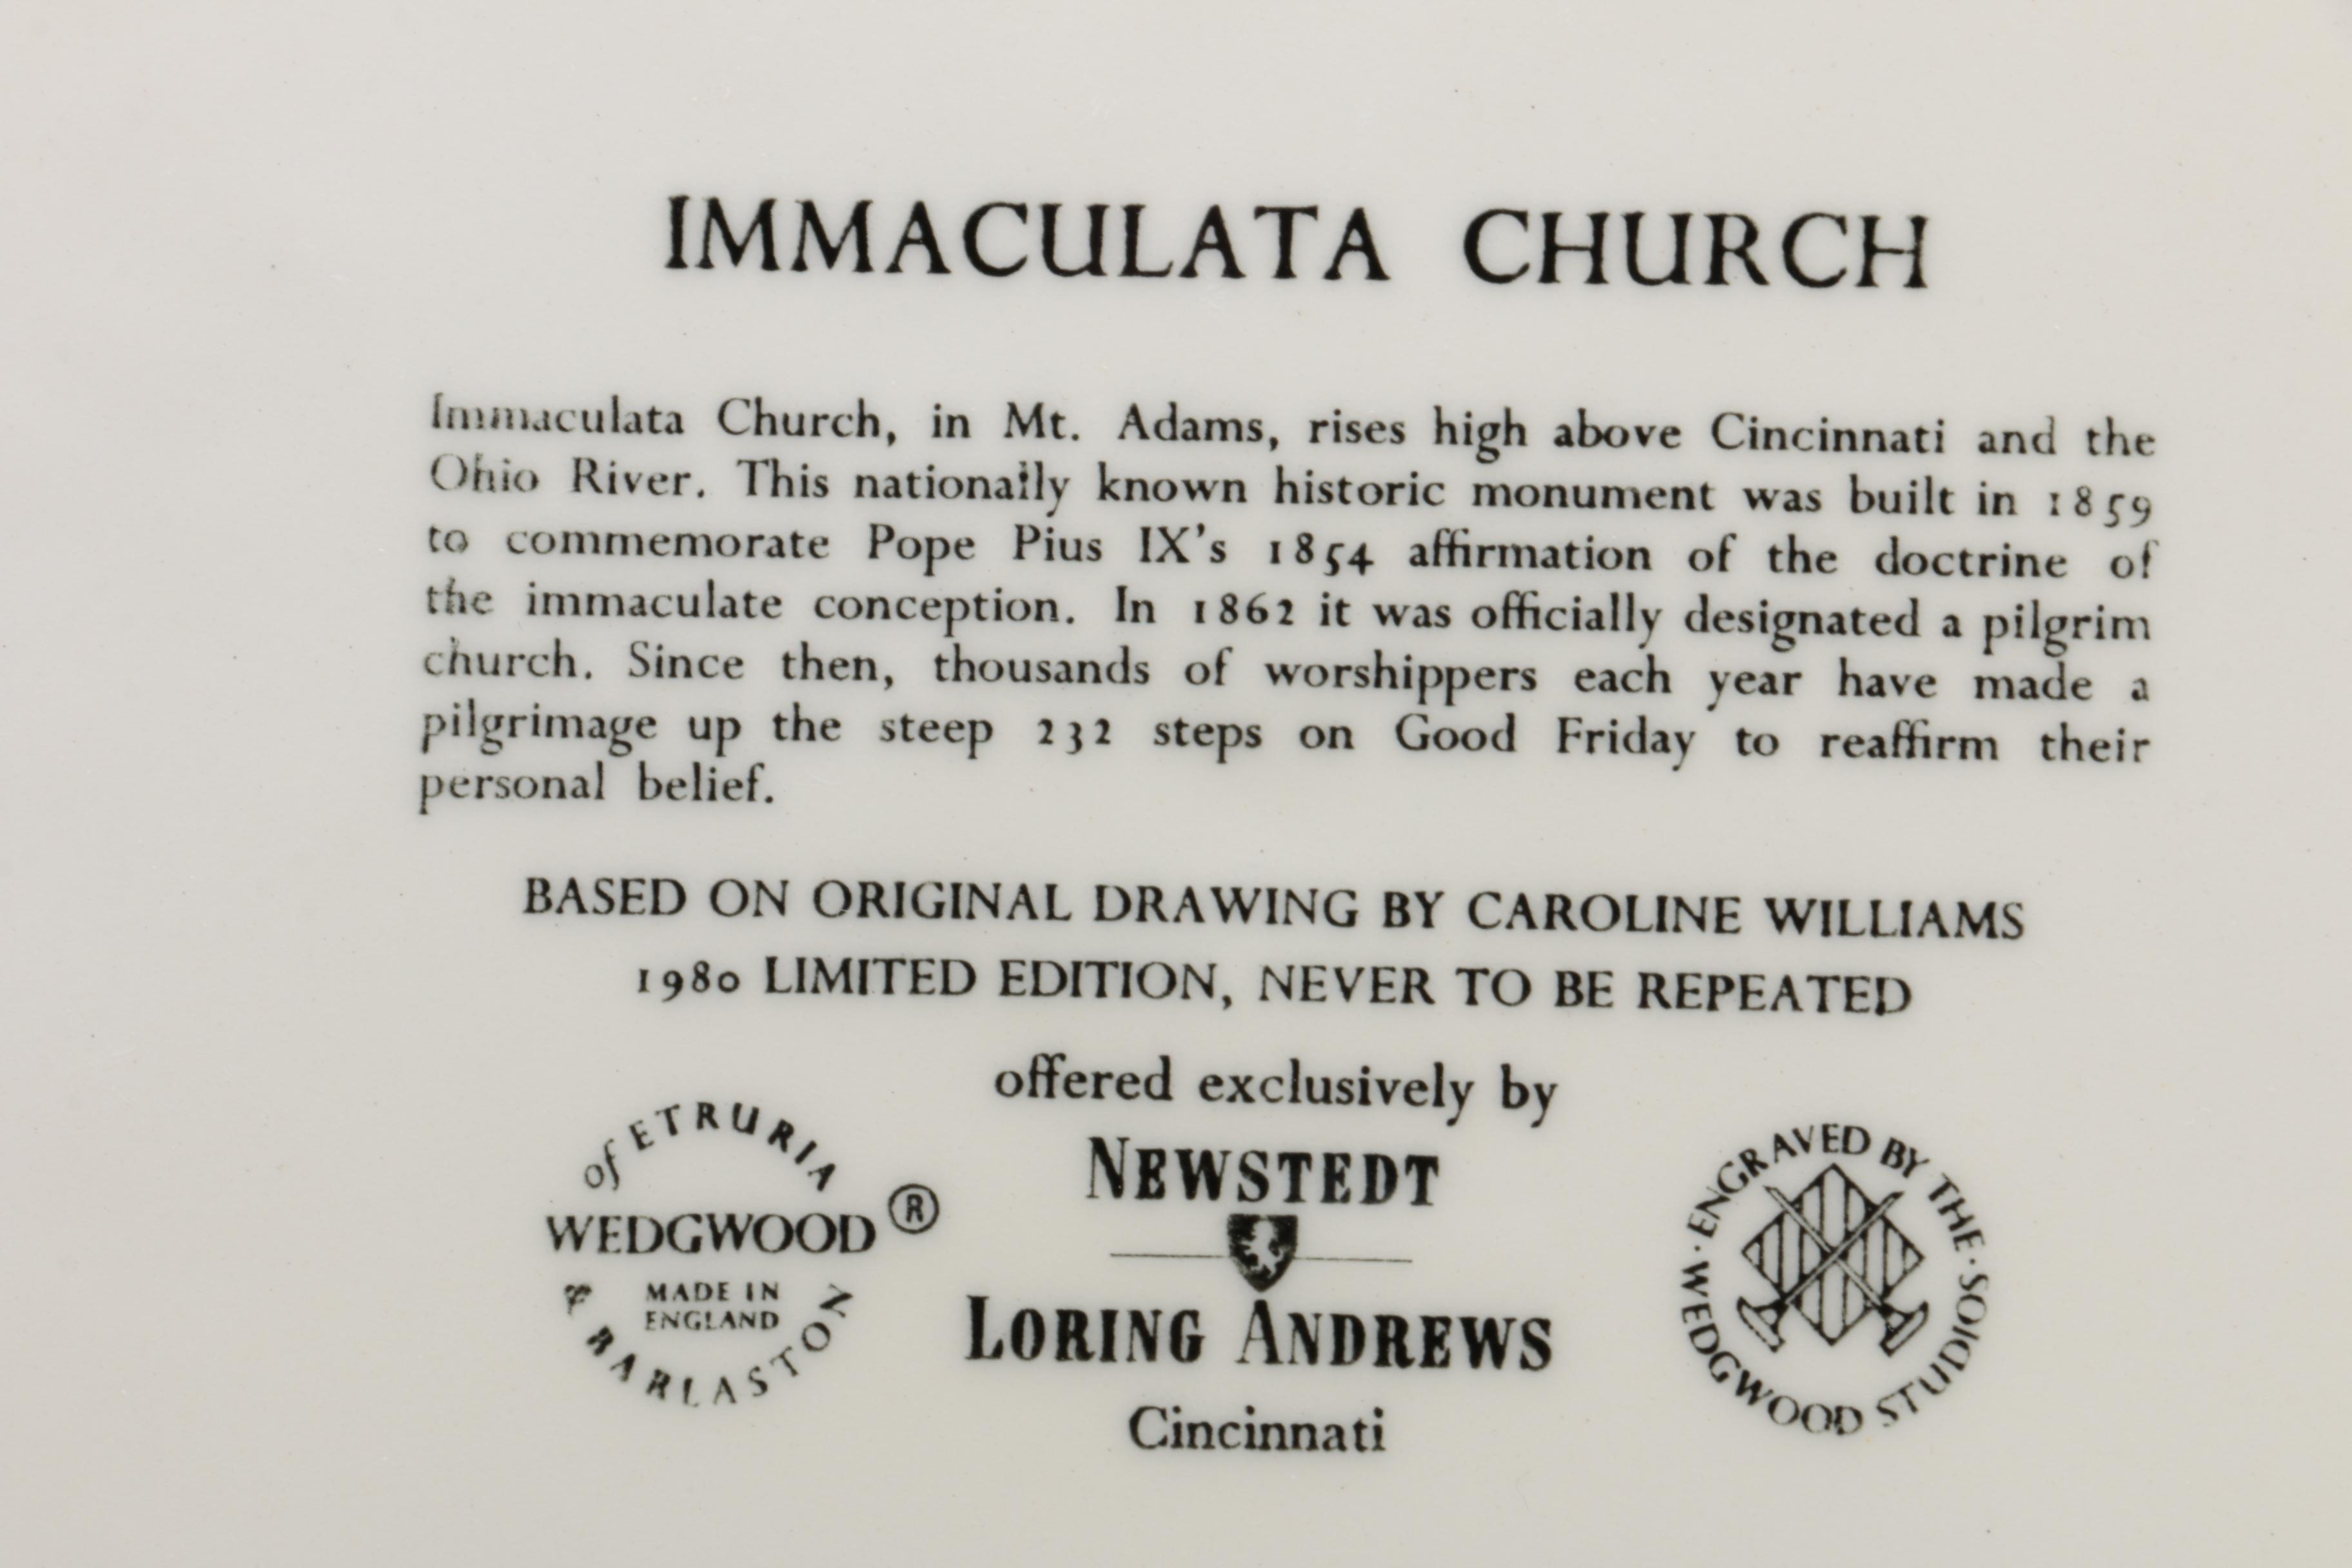 IMMACULATA CHURCH
Immaculata Church, in Mt. Adams, rises high above Cincinnati and the
Ohio River. This nationally known historic monument was built in 1859
to commemorate Pope Pius IX's 1854 affirmation of the doctrine of
the immaculate conception. In 1862 it was officially designated a pilgrim
church. Since then, thousands of worshippers each year have made a
pilgrimage up the steep 232 steps on Good Friday to reaffirm their
personal belief.
BASED ON ORIGINAL DRAWING BY CAROLINE WILLIAMS
1980 LIMITED EDITION, NEVER TO BE REPEATED
offered exclusively by
NEWSTEDT
LORING ANDREWS
Cincinnati
of ETRURIA
WEDGWOOD ®
MADE IN
ENGLAND
& BARLASTON
·ENGRAVED BY THE·
WEDGWOOD STUDIOS